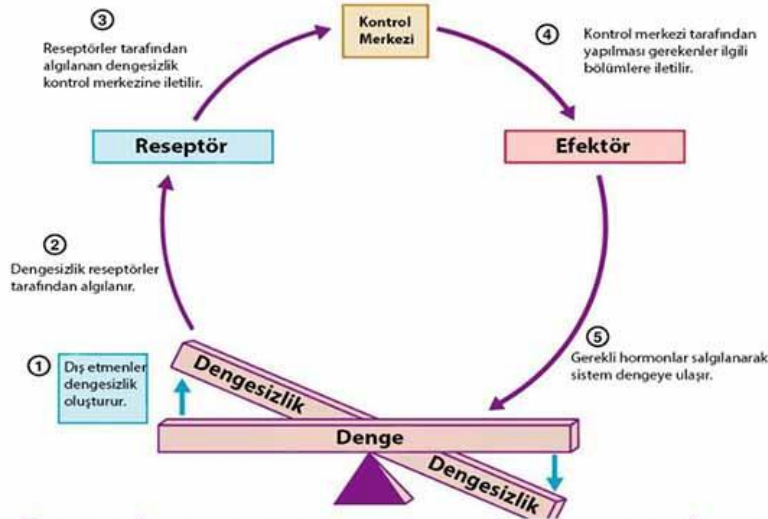 Kontrol
Merkezi
③
Reseptörler tarafından
algılanan dengesizlik
kontrol merkezine iletilir.
④
Kontrol merkezi tarafından
yapılması gerekenler ilgili
bölümlere iletilir.
Reseptör
Efektör
②
Dengesizlik reseptörler
tarafından algılanır.
①
Dış etmenler
dengesizlik
oluşturur.
⑤
Gerekli hormonlar salgılanarak
sistem dengeye ulaşır.
Dengesizlik
Denge
Dengesizlik